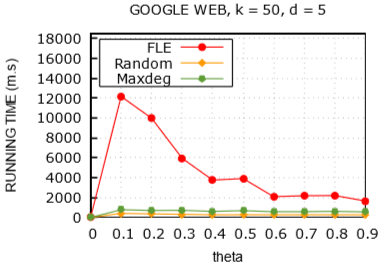 GOOGLE WEB, k = 50, d = 5
RUNNING TIME (m.s)
18000
16000
14000
12000
10000
8000
6000
4000
2000
0
FLE
Random
Maxdeg
0 0.1 0.2 0.3 0.4 0.5 0.6 0.7 0.8 0.9
theta